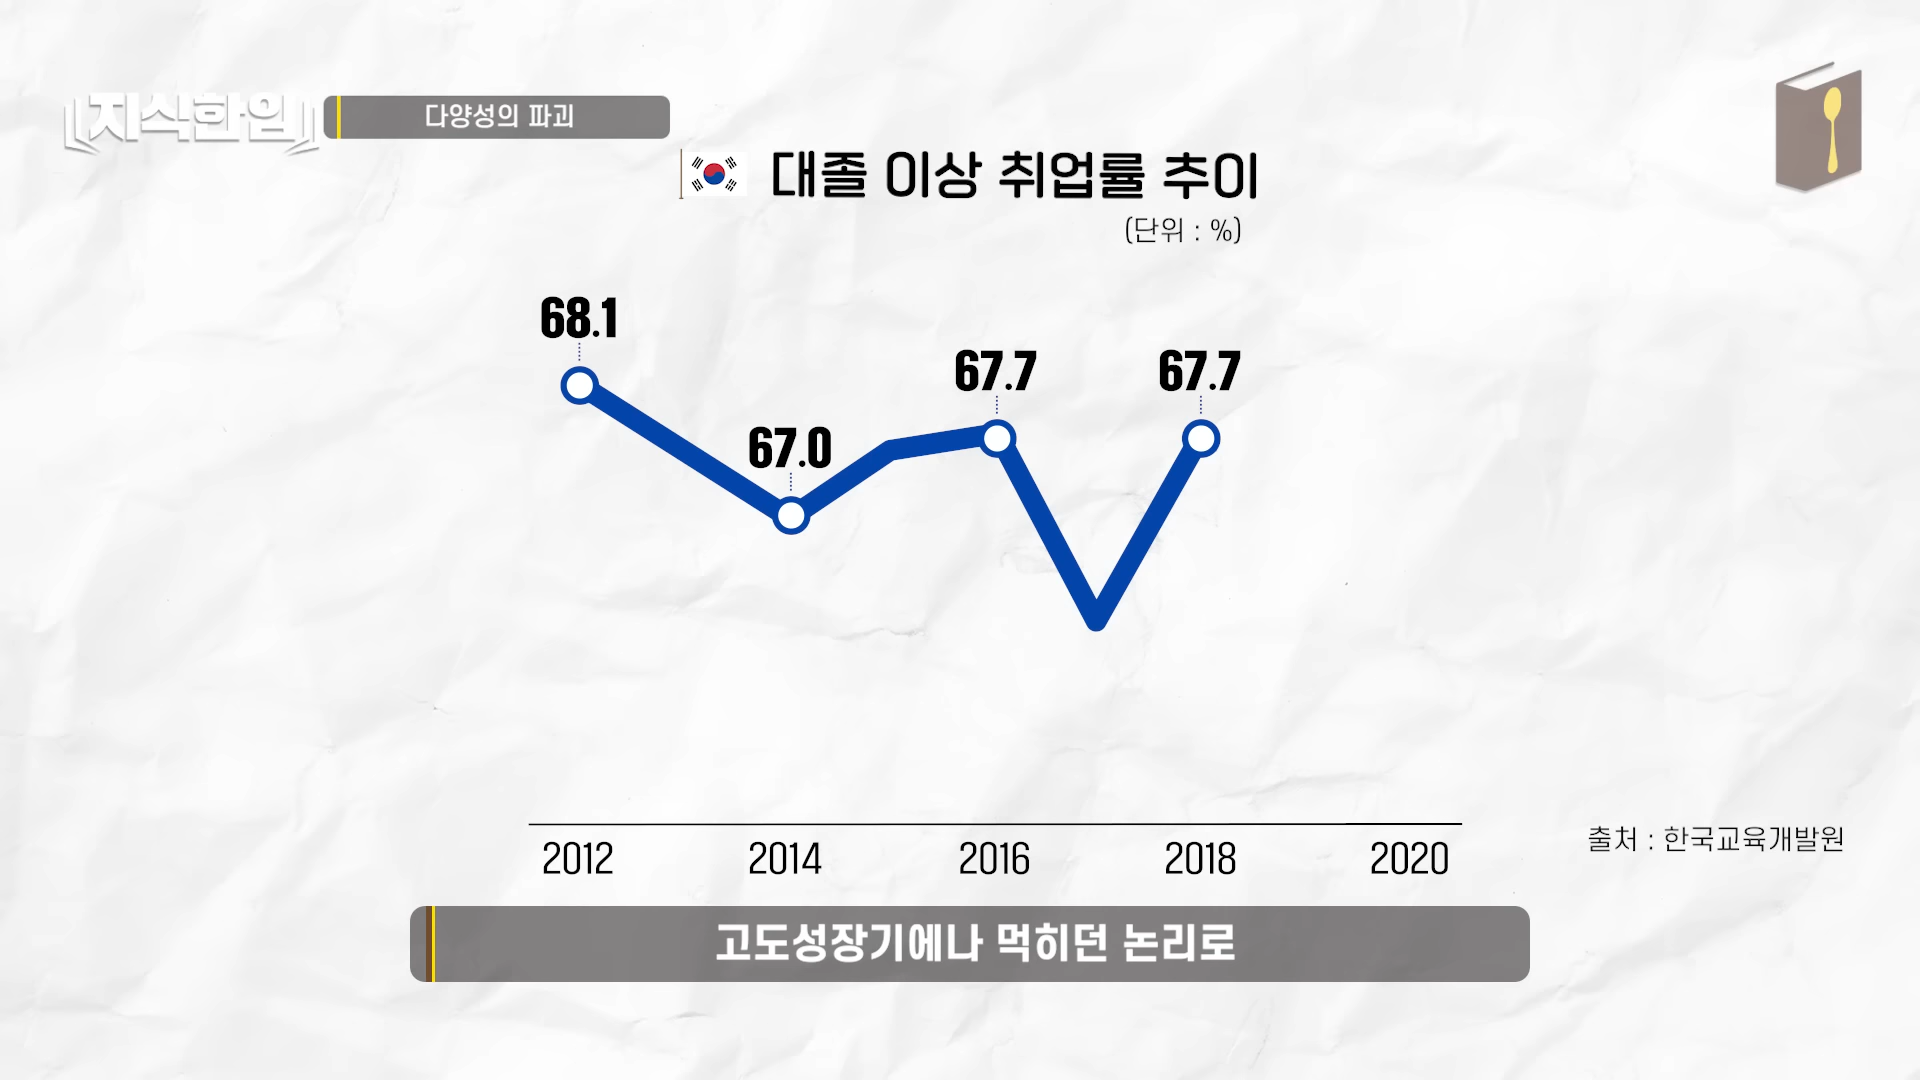 지식한입
다양성의 파괴
대졸 이상 취업률 추이
(단위 : %)
68.1
67.0
67.7
67.7
2012
2014
2016
2018
2020
출처 : 한국교육개발원
고도성장기에나 먹히던 논리로